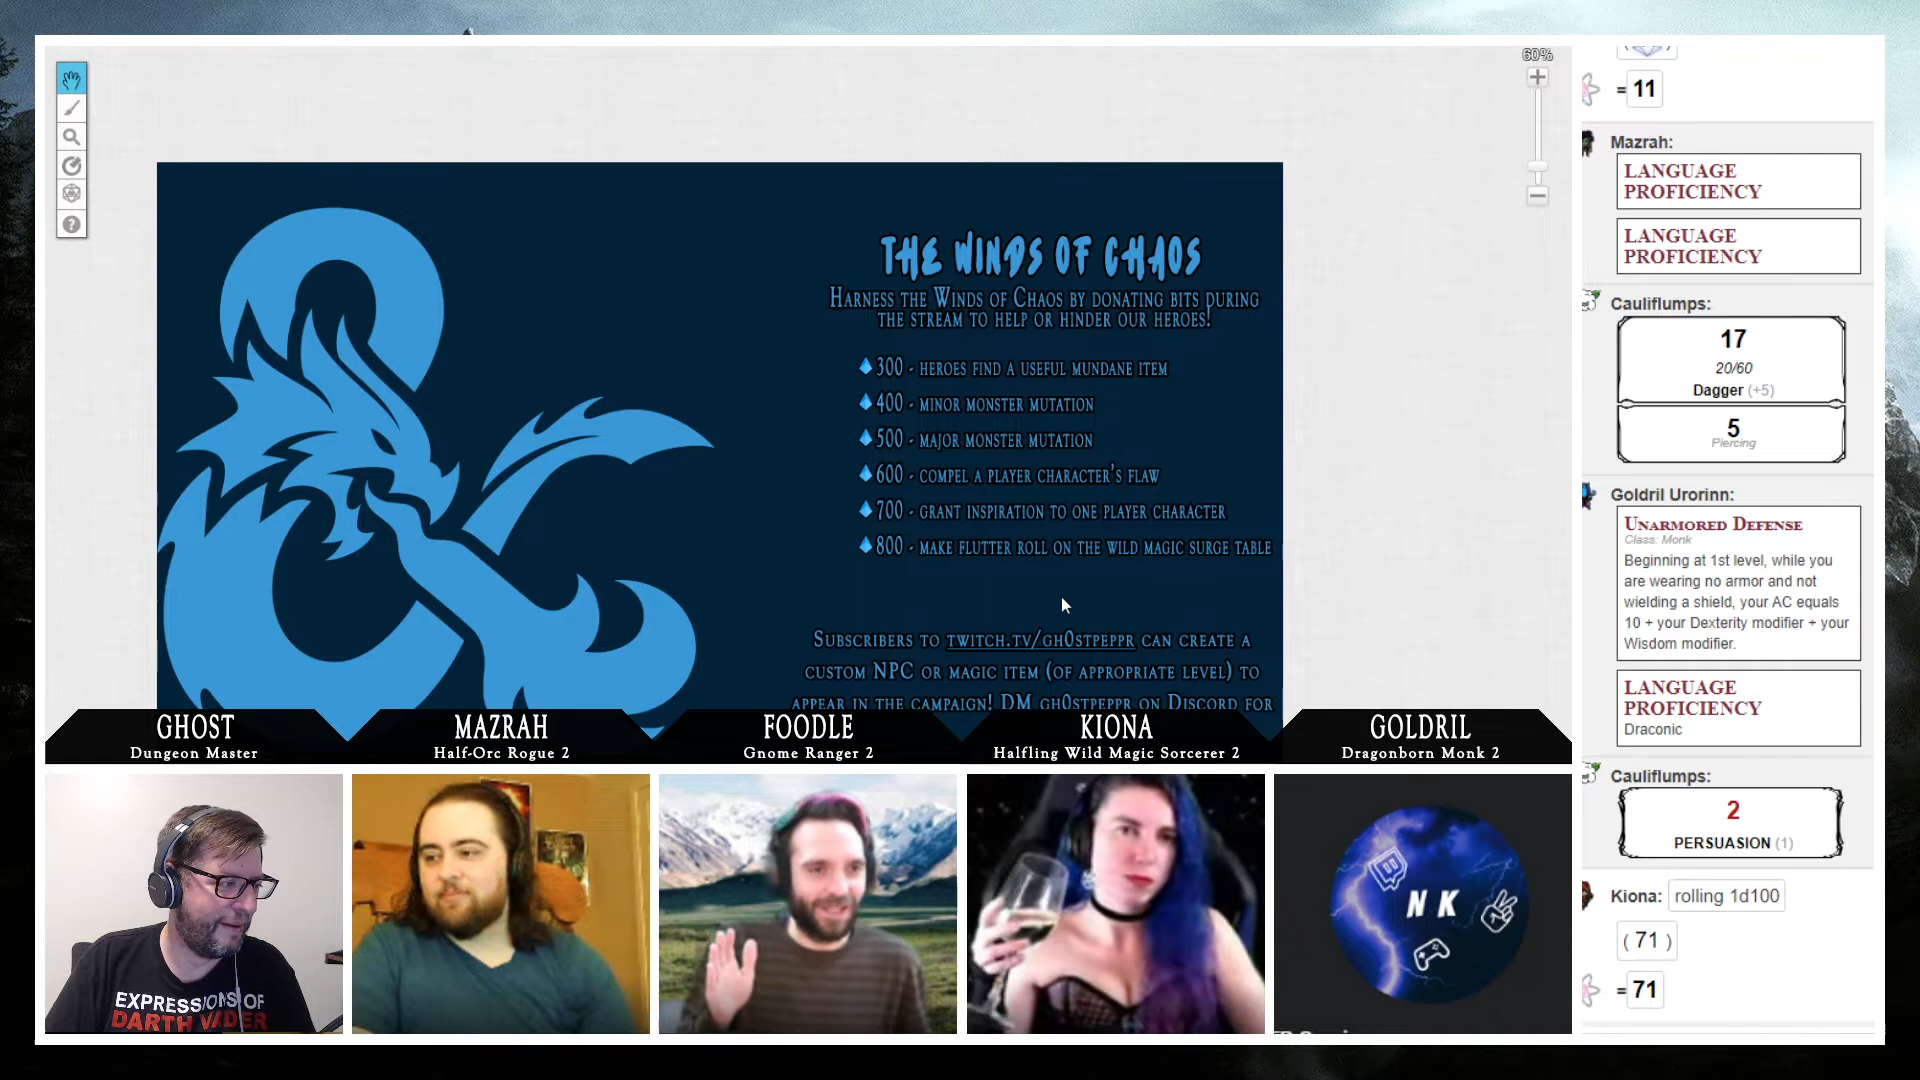 60%
THE WINDS OF CHAOS
HARNESS THE WINDS OF CHAOS BY DONATING BITS DURING
THE STREAM TO HELP OR HINDER OUR HEROES!
300 - HEROES FIND A USEFUL MUNDANE ITEM
400 - MINOR MONSTER MUTATION
500 - MAJOR MONSTER MUTATION
600 - COMPEL A PLAYER CHARACTER'S FLAW
700 - GRANT INSPIRATION TO ONE PLAYER CHARACTER
800 - MAKE FLUTTER ROLL ON THE WILD MAGIC SURGE TABLE
SUBSCRIBERS TO TWITCH.TV/GH0STPEPPR CAN CREATE A
CUSTOM NPC OR MAGIC ITEM (OF APPROPRIATE LEVEL) TO
APPEAR IN THE CAMPAIGN! DM GH0STPEPPR ON DISCORD FOR
GHOST
Dungeon Master
MAZRAH
Half-Orc Rogue 2
FOODLE
Gnome Ranger 2
KIONA
Halfling Wild Magic Sorcerer 2
GOLDRIL
Dragonborn Monk 2
EXPRESSIONS OF
DARTH VADER
N K
= 11
Mazrah:
LANGUAGE
PROFICIENCY
LANGUAGE
PROFICIENCY
Cauliflumps:
17
20/60
Dagger (+5)
5
Piercing
Goldril Urorinn:
UNARMORED DEFENSE
Class: Monk
Beginning at 1st level, while you
are wearing no armor and not
wielding a shield, your AC equals
10 + your Dexterity modifier + your
Wisdom modifier.
LANGUAGE
PROFICIENCY
Draconic
Cauliflumps:
2
PERSUASION (1)
Kiona: rolling 1d100
( 71 )
= 71